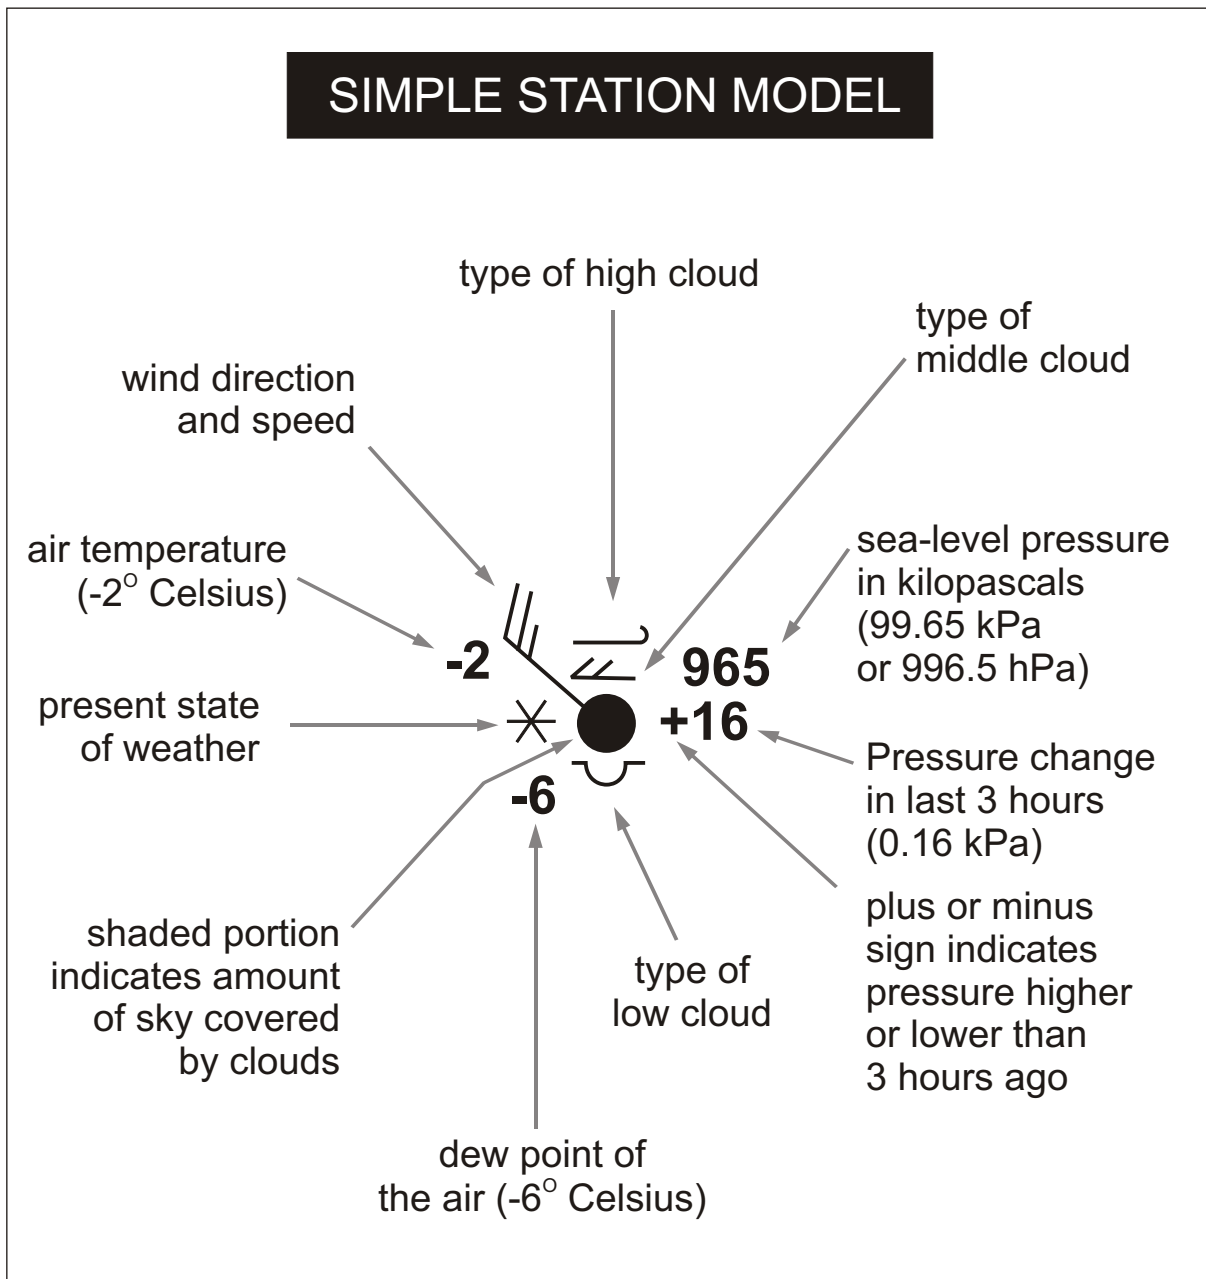 SIMPLE STATION MODEL
type of high cloud
type of
middle cloud
wind direction
and speed
air temperature
(-2° Celsius)
sea-level pressure
in kilopascals
(99.65 kPa
or 996.5 hPa)
-2
965
present state
of weather
+16
Pressure change
in last 3 hours
(0.16 kPa)
-6
shaded portion
indicates amount
of sky covered
by clouds
type of
low cloud
plus or minus
sign indicates
pressure higher
or lower than
3 hours ago
dew point of
the air (-6° Celsius)